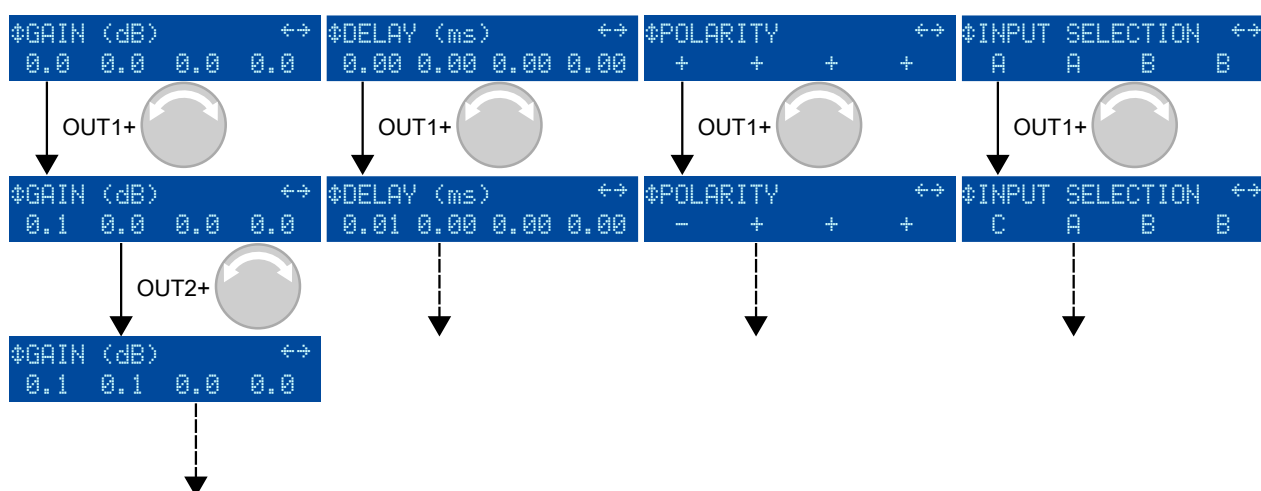 ⇕GAIN (dB) ←→
0.0 0.0 0.0 0.0
OUT1+
⇕GAIN (dB) ←→
0.1 0.0 0.0 0.0
OUT2+
⇕GAIN (dB) ←→
0.1 0.1 0.0 0.0
⇕DELAY (ms) ←→
0.00 0.00 0.00 0.00
OUT1+
⇕DELAY (ms) ←→
0.01 0.00 0.00 0.00
⇕POLARITY ←→
+ + + +
OUT1+
⇕POLARITY ←→
- + + +
⇕INPUT SELECTION ←→
A A B B
OUT1+
⇕INPUT SELECTION ←→
C A B B